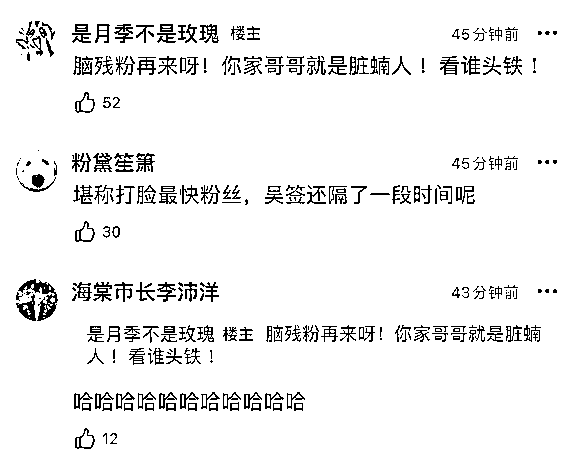 是月季不是玫瑰 楼主 45分钟前
脑残粉再来呀！你家哥哥就是脏蝻人！看谁头铁！
52
粉黛笙箫 45分钟前
堪称打脸最快粉丝，吴签还隔了一段时间呢
30
海棠市长李沛洋 43分钟前
是月季不是玫瑰 楼主 脑残粉再来呀！你家哥哥就是脏蝻
人！看谁头铁！
哈哈哈哈哈哈哈哈哈哈哈
12